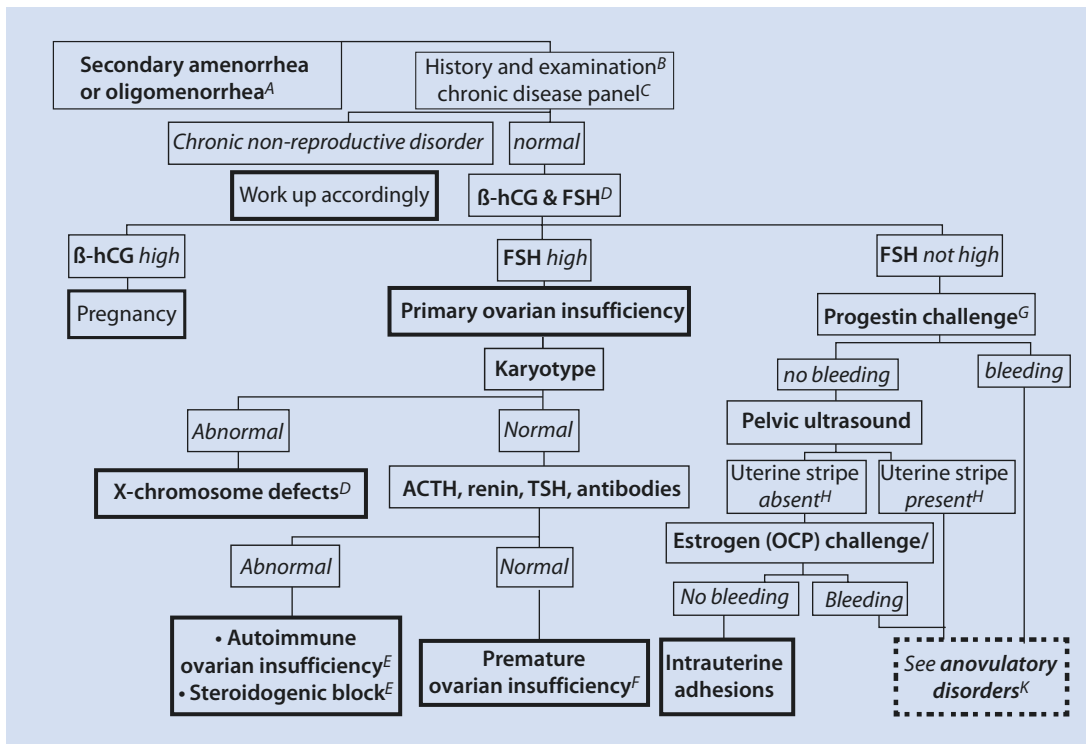 Secondary amenorrhea
or oligomenorrhea^A
History and examination^B
chronic disease panel^C
Chronic non-reproductive disorder
normal
Work up accordingly
ß-hCG & FSH^D
ß-hCG high
FSH high
FSH not high
Pregnancy
Primary ovarian insufficiency
Progestin challenge^G
Karyotype
no bleeding
bleeding
Abnormal
Normal
Pelvic ultrasound
X-chromosome defects^D
ACTH, renin, TSH, antibodies
Uterine stripe
absent^H
Uterine stripe
present^H
Estrogen (OCP) challenge/
Abnormal
Normal
No bleeding
Bleeding
• Autoimmune
ovarian insufficiency^E
• Steroidogenic block^E
Premature
ovarian insufficiency^F
Intrauterine
adhesions
See anovulatory
disorders^K